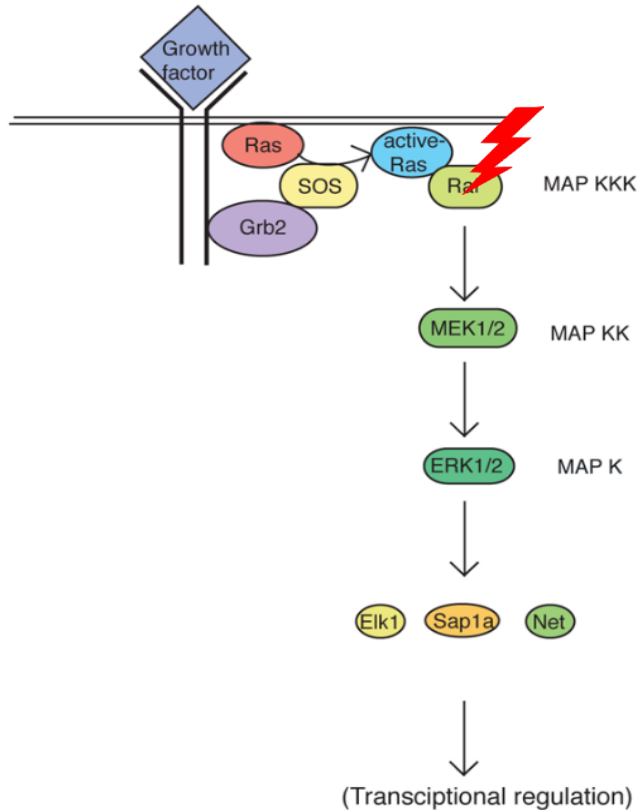 Growth
factor
Ras
active-
Ras
SOS
Raf
MAP KKK
Grb2
MEK1/2
MAP KK
ERK1/2
MAP K
Elk1
Sap1a
Net
(Transciptional regulation)